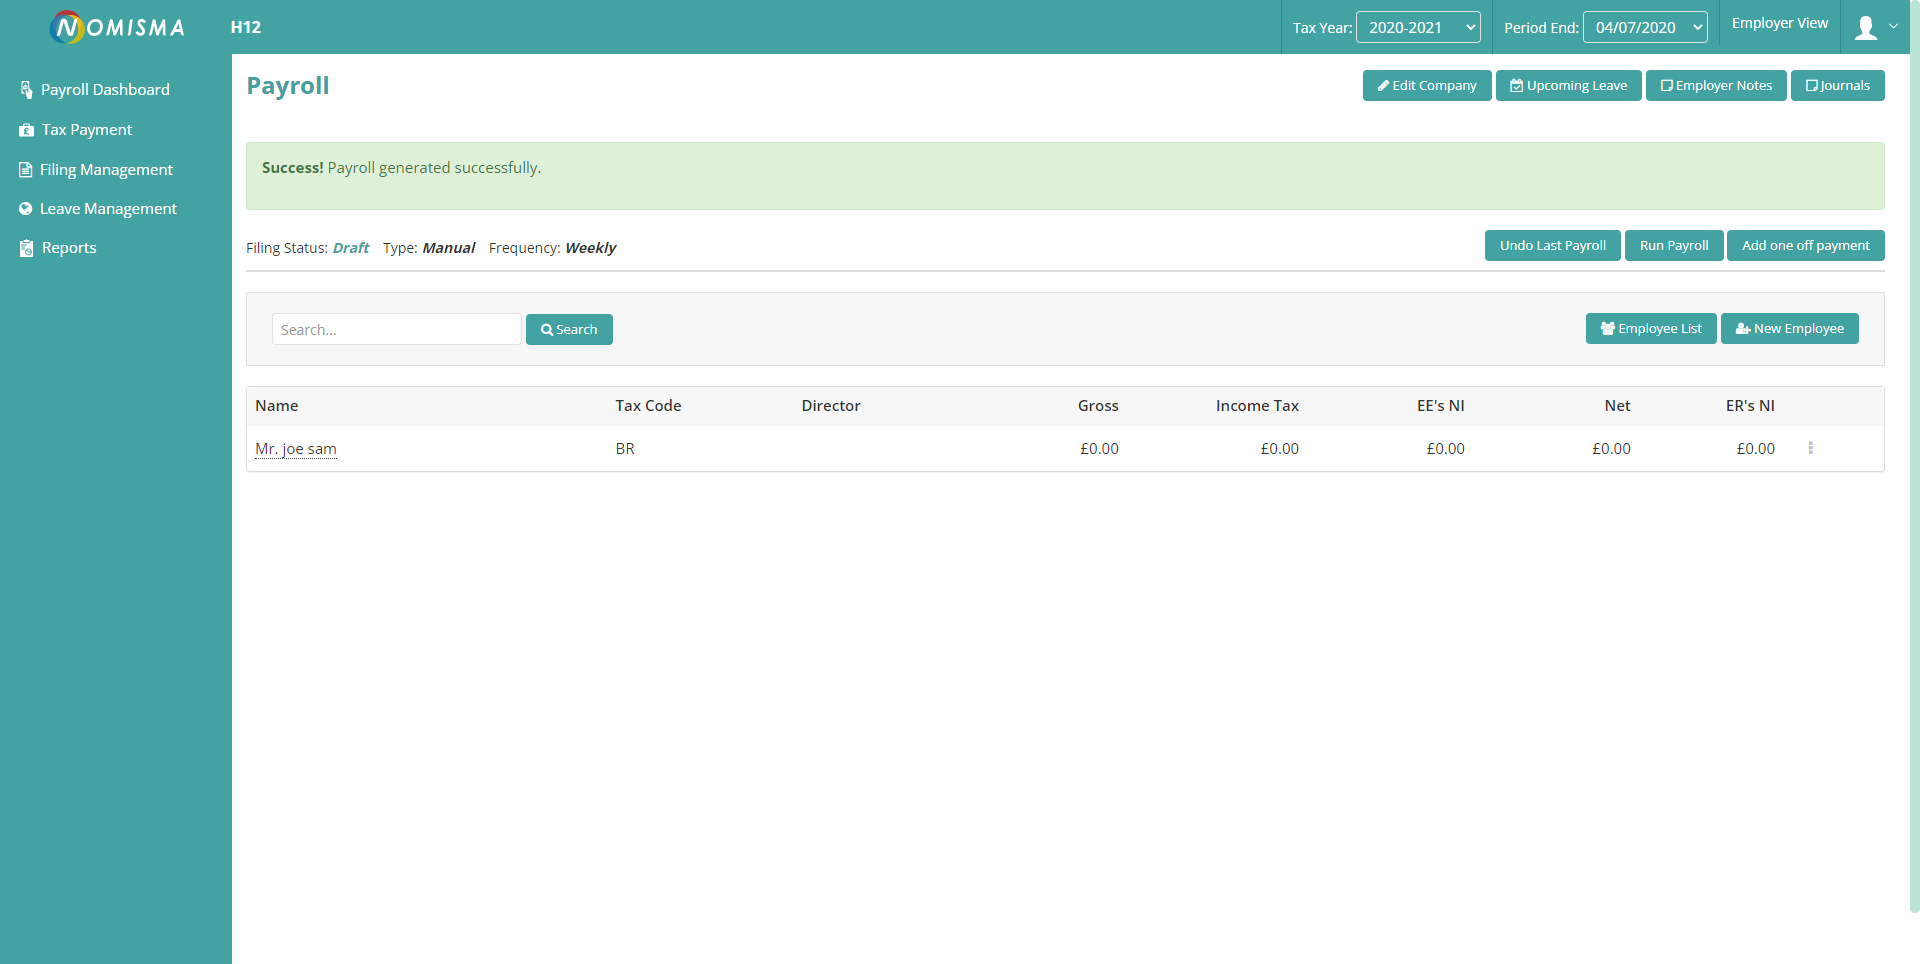 NOMISMA H12 Tax Year: 2020-2021 Period End: 04/07/2020 Employer View
Payroll Dashboard
Tax Payment
Filing Management
Leave Management
Reports
Payroll Edit Company Upcoming Leave Employer Notes Journals
Success! Payroll generated successfully.
Filing Status: Draft Type: Manual Frequency: Weekly Undo Last Payroll Run Payroll Add one off payment
Search... Search Employee List New Employee
Name Tax Code Director Gross Income Tax EE's NI Net ER's NI
Mr. joe sam BR £0.00 £0.00 £0.00 £0.00 £0.00